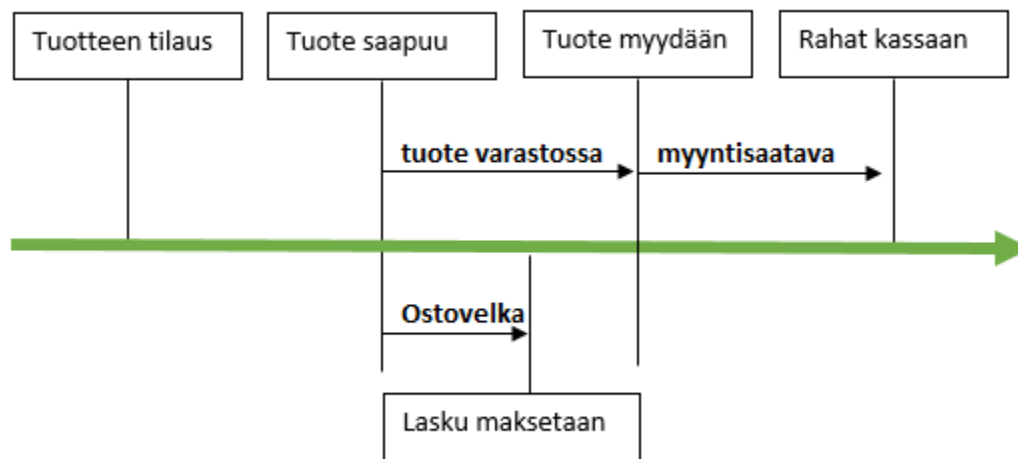 Tuotteen tilaus
Tuote saapuu
Tuote myydään
Rahat kassaan
tuote varastossa
myyntisaatava
Ostovelka
Lasku maksetaan